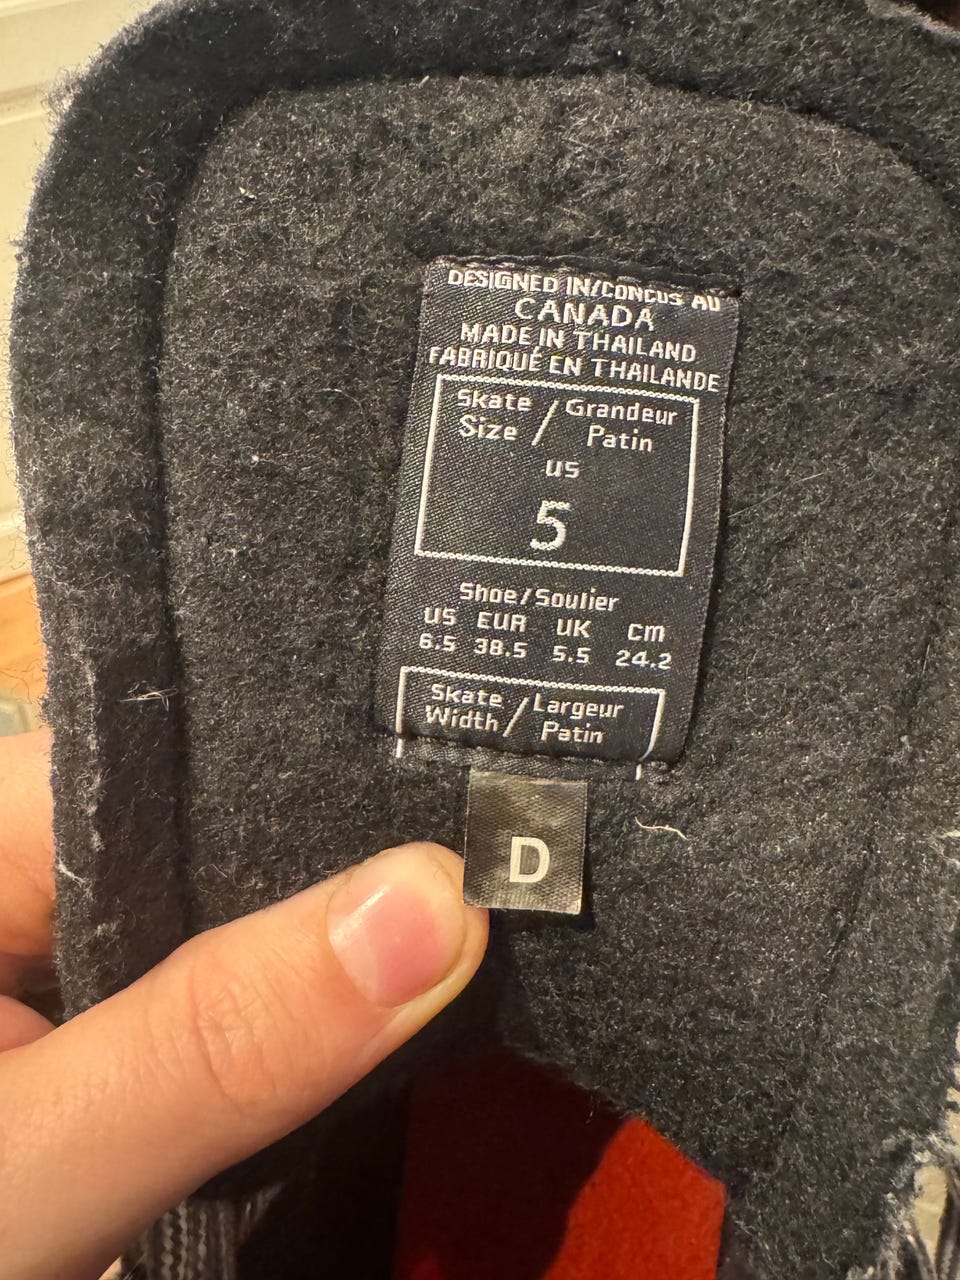 DESIGNED IN/CONCUS AU
CANADA
MADE IN THAILAND
FABRIQUÉ EN THAILANDE
Skate / Grandeur
Size Patin
US
5
Shoe/Soulier
US EUR UK cm
6.5 38.5 5.5 24.2
Skate / Largeur
Width Patin
D